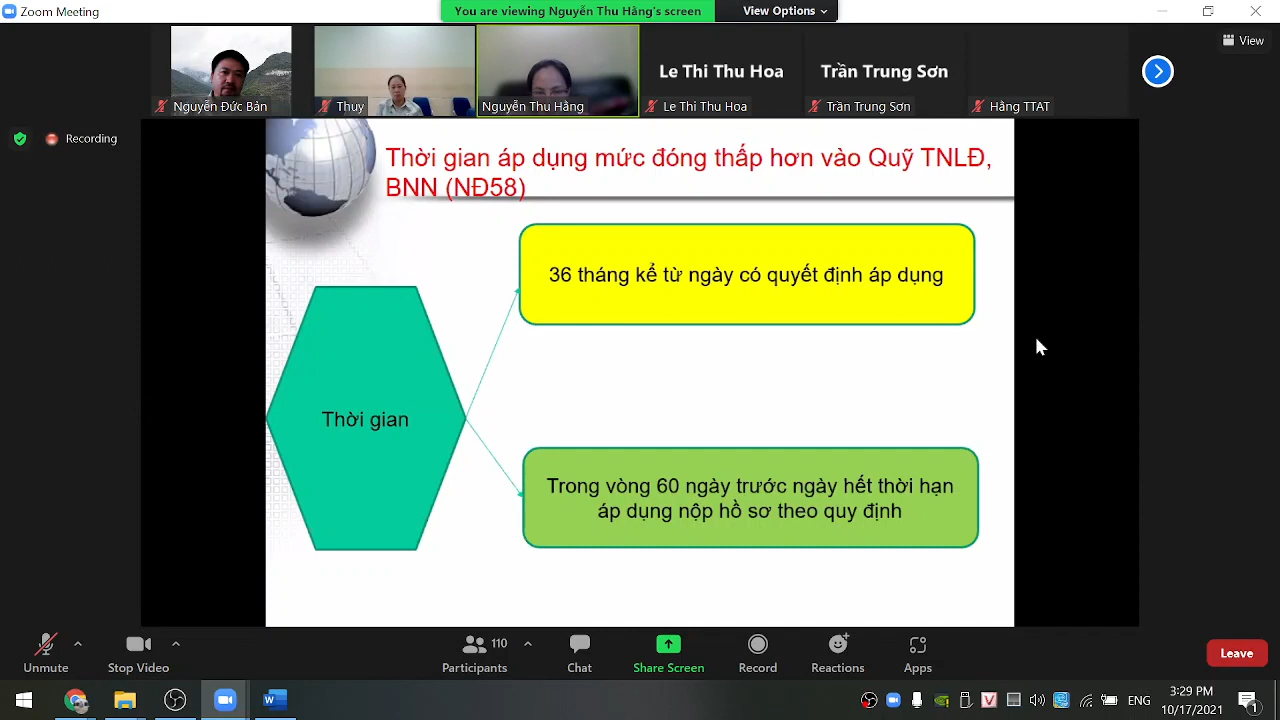 Zoom Meeting
You are viewing Nguyễn Thu Hằng's screen
View Options
View
Nguyễn Đức Bản
Thuy
Nguyễn Thu Hằng
Le Thi Thu Hoa
Le Thi Thu Hoa
Trần Trung Sơn
Trần Trung Sơn
Hằng TTAT
Recording
Thời gian áp dụng mức đóng thấp hơn vào Quỹ TNLĐ,
BNN (NĐ58)
36 tháng kể từ ngày có quyết định áp dụng
Thời gian
Trong vòng 60 ngày trước ngày hết thời hạn
áp dụng nộp hồ sơ theo quy định
Unmute
Stop Video
Participants
110
Chat
Share Screen
Record
Reactions
Apps
Leave
ENG
3:29 PM
10/17/2021
1